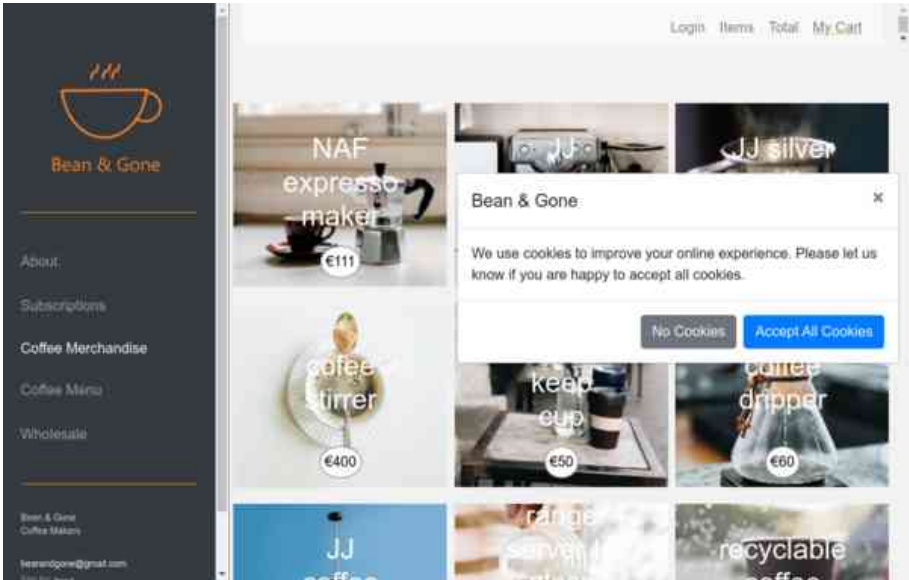 Login Items Total My Cart
Bean & Gone
About
Subscriptions
Coffee Merchandise
Coffee Menu
Wholesale
Bean & Gone
Coffee Makers
beanandgone@gmail.com
NAF
expresso
- maker
€111
JJ
JJ silver
Bean & Gone
×
We use cookies to improve your online experience. Please let us
know if you are happy to accept all cookies.
No Cookies Accept All Cookies
cofee
stirrer
€400
keep
cup
€50
coffee
dripper
€60
JJ
coffee
range
server
recyclable
coffee